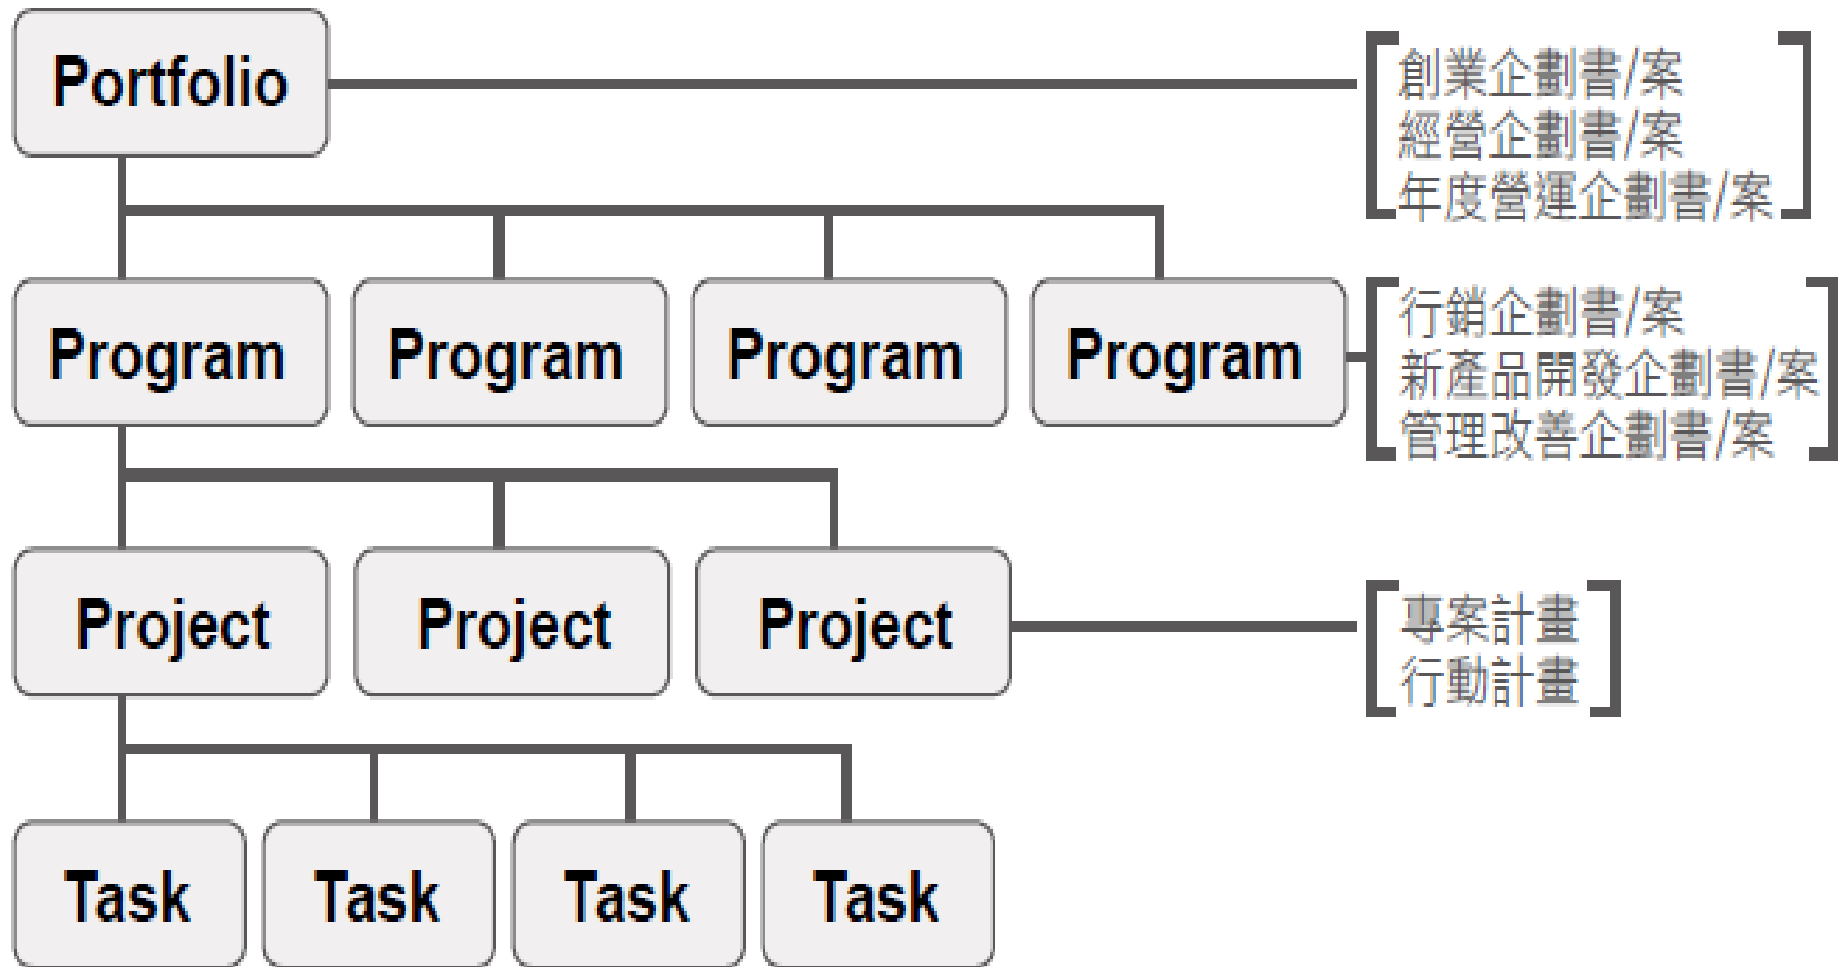 Portfolio
創業企劃書/案
經營企劃書/案
年度營運企劃書/案
Program
Program
Program
Program
行銷企劃書/案
新產品開發企劃書/案
管理改善企劃書/案
Project
Project
Project
專案計畫
行動計畫
Task
Task
Task
Task